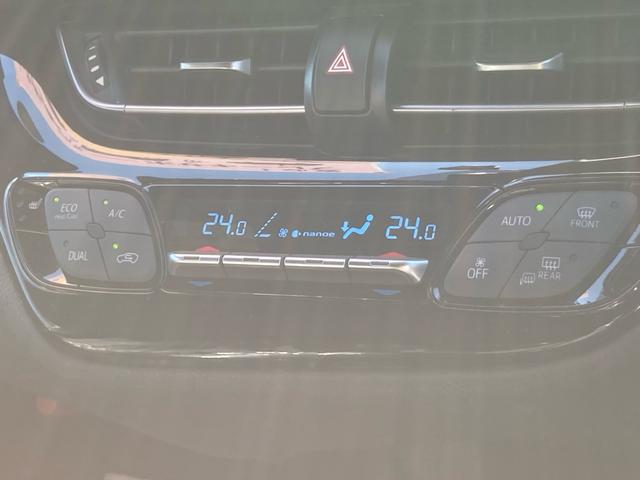 ECO
HEAT/COOL
A/C
DUAL
24.0
nanoe
24.0
AUTO
FRONT
OFF
REAR